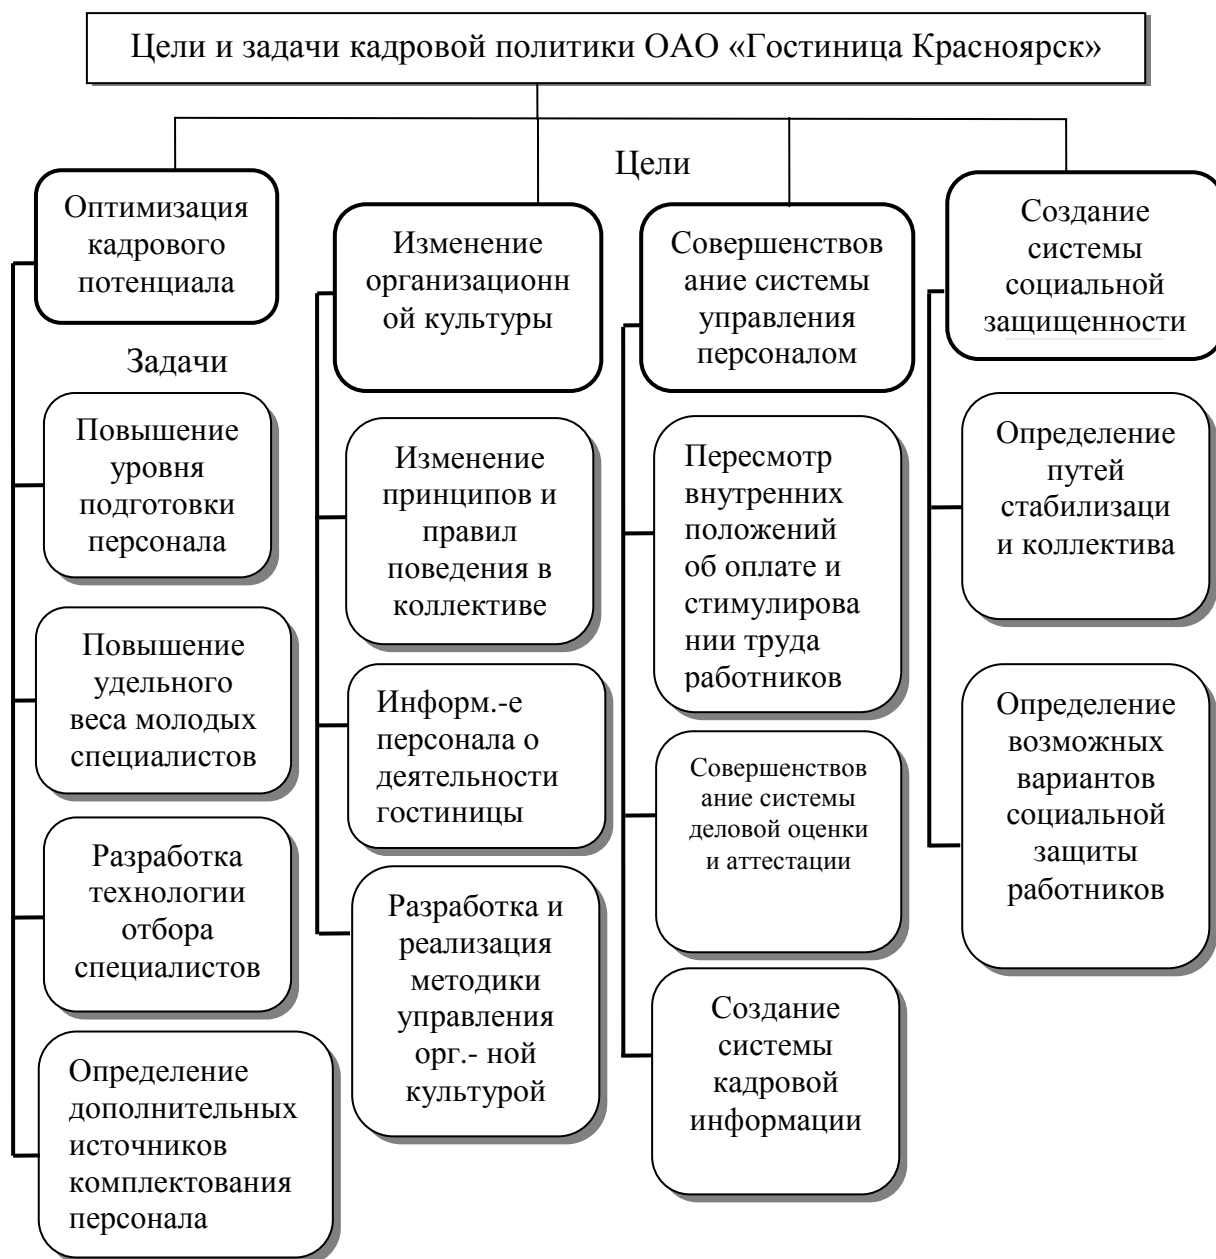 Цели и задачи кадровой политики ОАО «Гостиница Красноярск»
Цели
Оптимизация
кадрового
потенциала
Задачи
Повышение
уровня
подготовки
персонала
Повышение
удельного
веса молодых
специалистов
Разработка
технологии
отбора
специалистов
Определение
дополнительных
источников
комплектования
персонала
Изменение
организационн
ой культуры
Изменение
принципов и
правил
поведения в
коллективе
Информ.-е
персонала о
деятельности
гостиницы
Разработка и
реализация
методики
управления
орг.- ной
культурой
Совершенствов
ание системы
управления
персоналом
Пересмотр
внутренних
положений
об оплате и
стимулирова
нии труда
работников
Совершенствов
ание системы
деловой оценки
и аттестации
Создание
системы
кадровой
информации
Создание
системы
социальной
защищенности
Определение
путей
стабилизаци
и коллектива
Определение
возможных
вариантов
социальной
защиты
работников